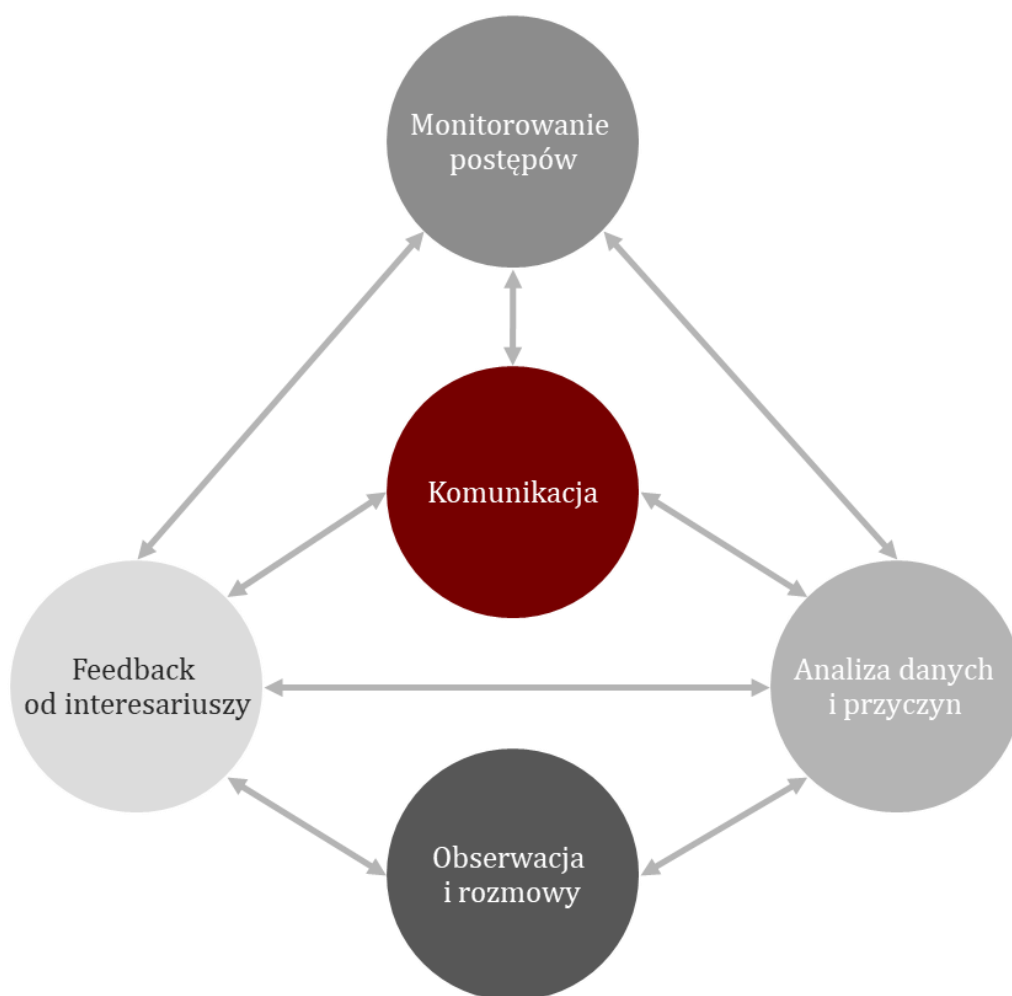 Monitorowanie
postępów
Komunikacja
Feedback
od interesariuszy
Analiza danych
i przyczyn
Obserwacja
i rozmowy